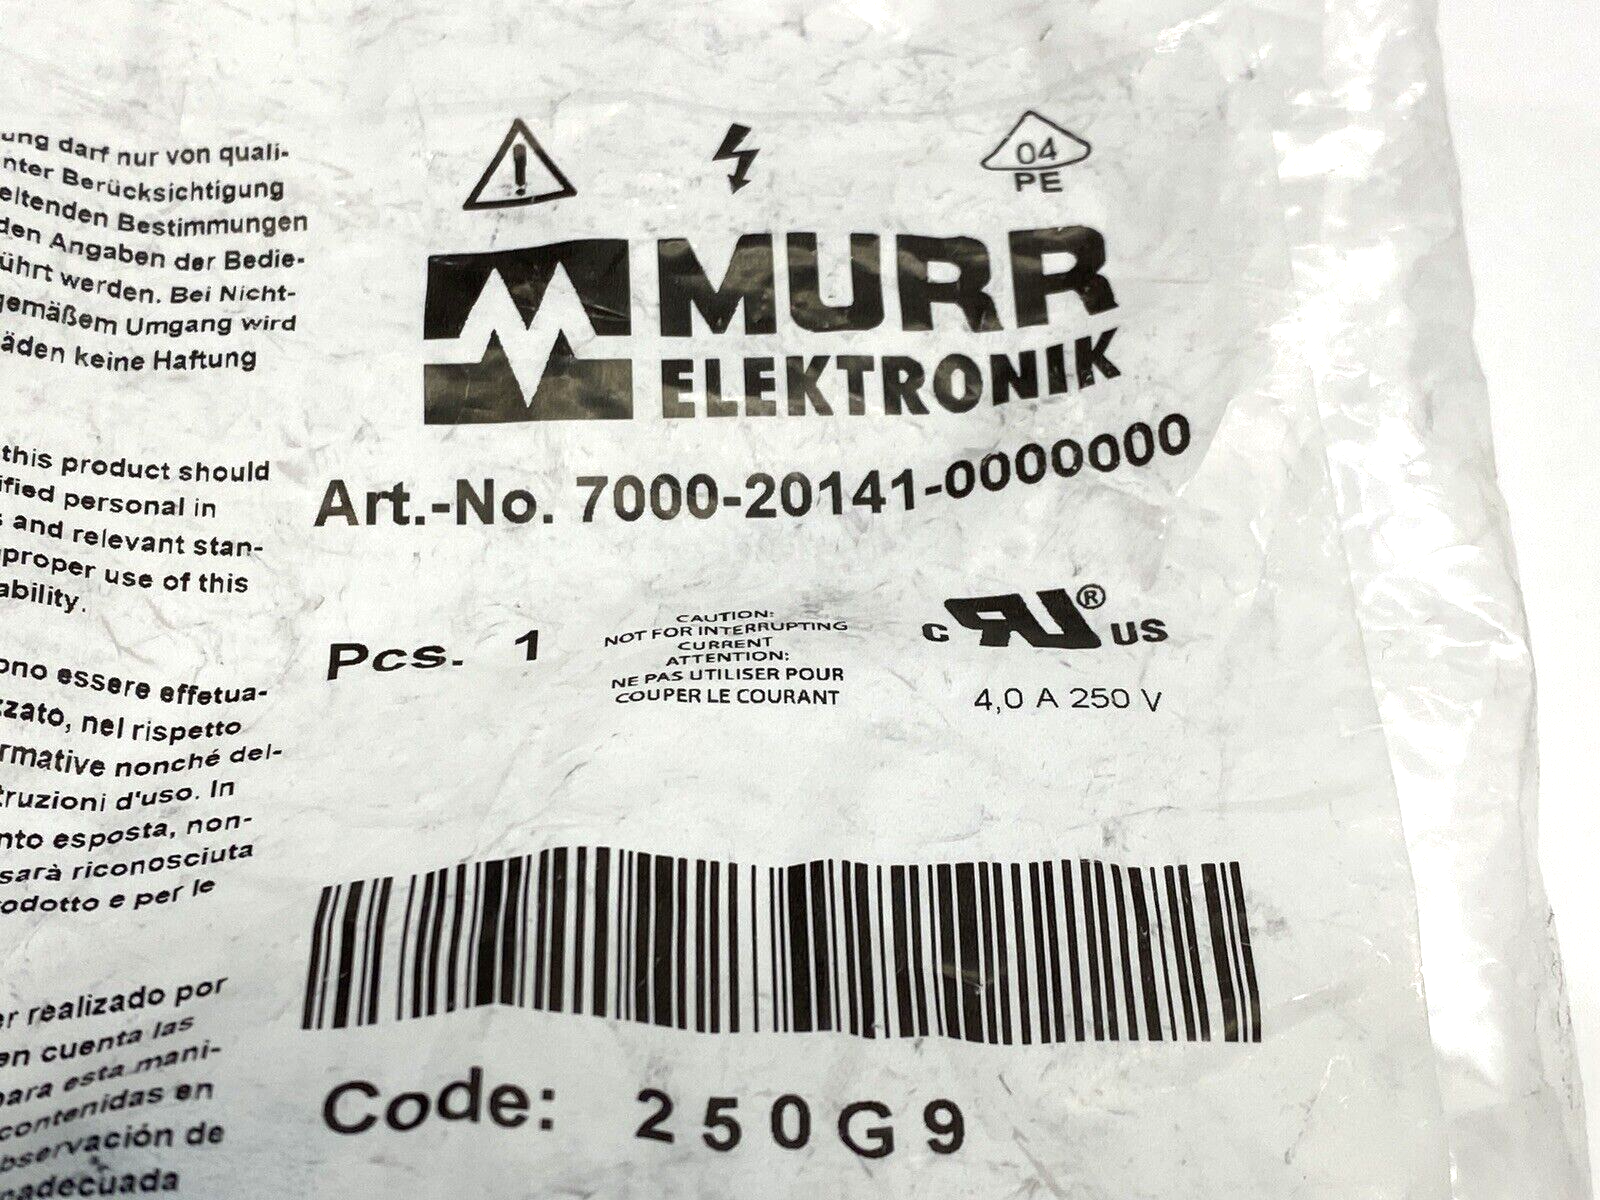 ung darf nur von quali-
nter Berücksichtigung
eltenden Bestimmungen
den Angaben der Bedie-
ührt werden. Bei Nicht-
gemäßem Umgang wird
äden keine Haftung
this product should
ified personal in
s and relevant stan-
proper use of this
ability.
ono essere effetua-
zzato, nel rispetto
rmative nonché del-
truzioni d'uso. In
nto esposta, non-
sarà riconosciuta
rodotto e per le
er realizado por
en cuenta las
para esta mani-
contenidas en
bservación de
nadecuada
04
PE
MURR
ELEKTRONIK
Art.-No. 7000-20141-0000000
Pcs. 1
CAUTION:
NOT FOR INTERRUPTING
CURRENT
ATTENTION:
NE PAS UTILISER POUR
COUPER LE COURANT
c RU® US
4,0 A 250 V
Code: 250G9